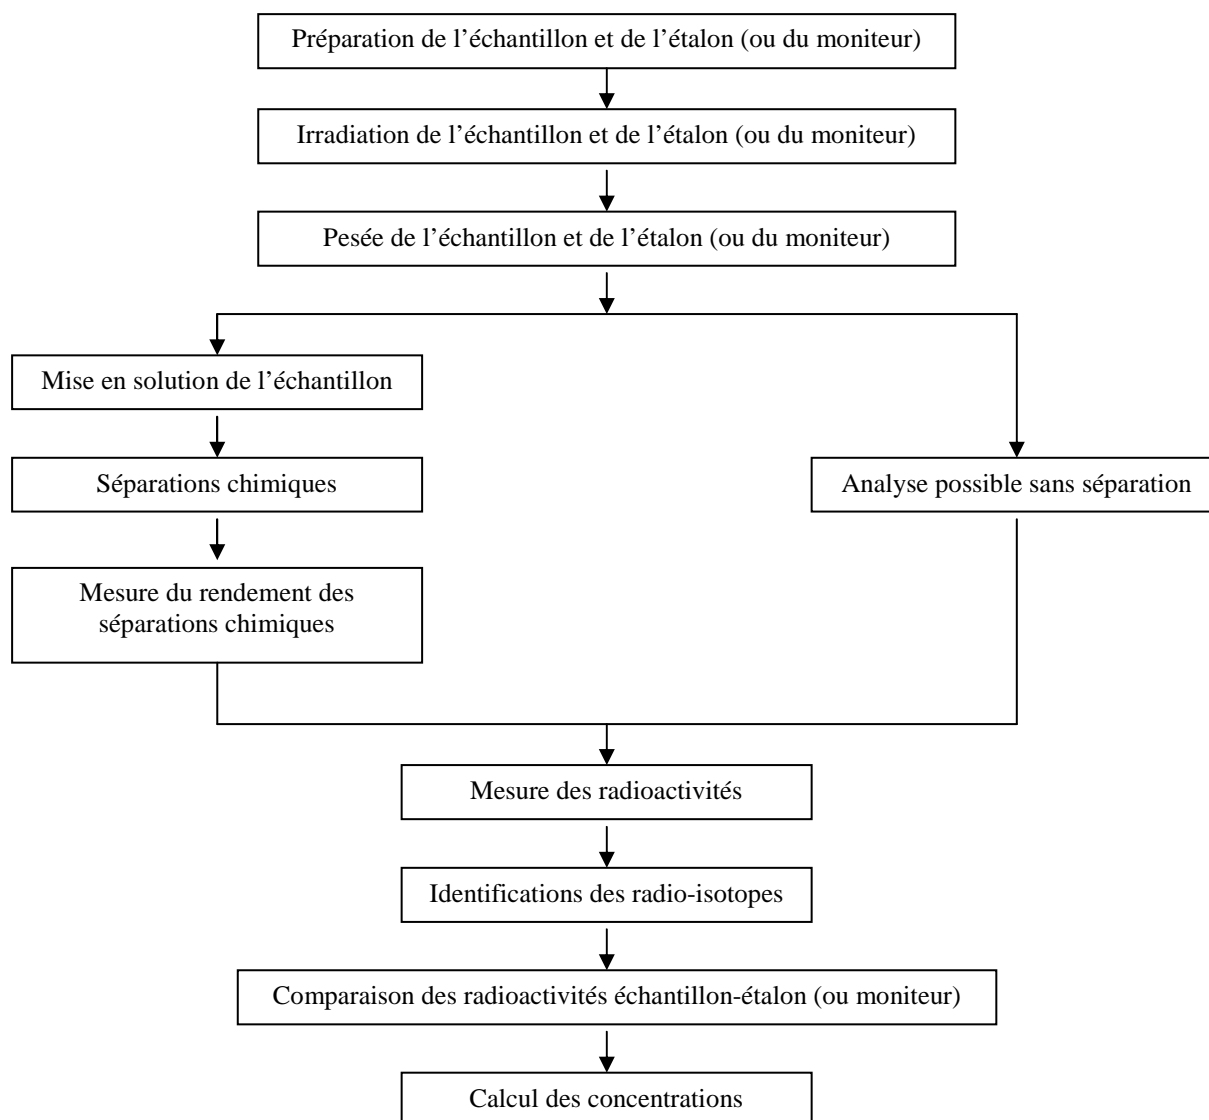 Préparation de l’échantillon et de l’étalon (ou du moniteur)
Irradiation de l’échantillon et de l’étalon (ou du moniteur)
Pesée de l’échantillon et de l’étalon (ou du moniteur)
Mise en solution de l’échantillon
Séparations chimiques
Analyse possible sans séparation
Mesure du rendement des
séparations chimiques
Mesure des radioactivités
Identifications des radio-isotopes
Comparaison des radioactivités échantillon-étalon (ou moniteur)
Calcul des concentrations